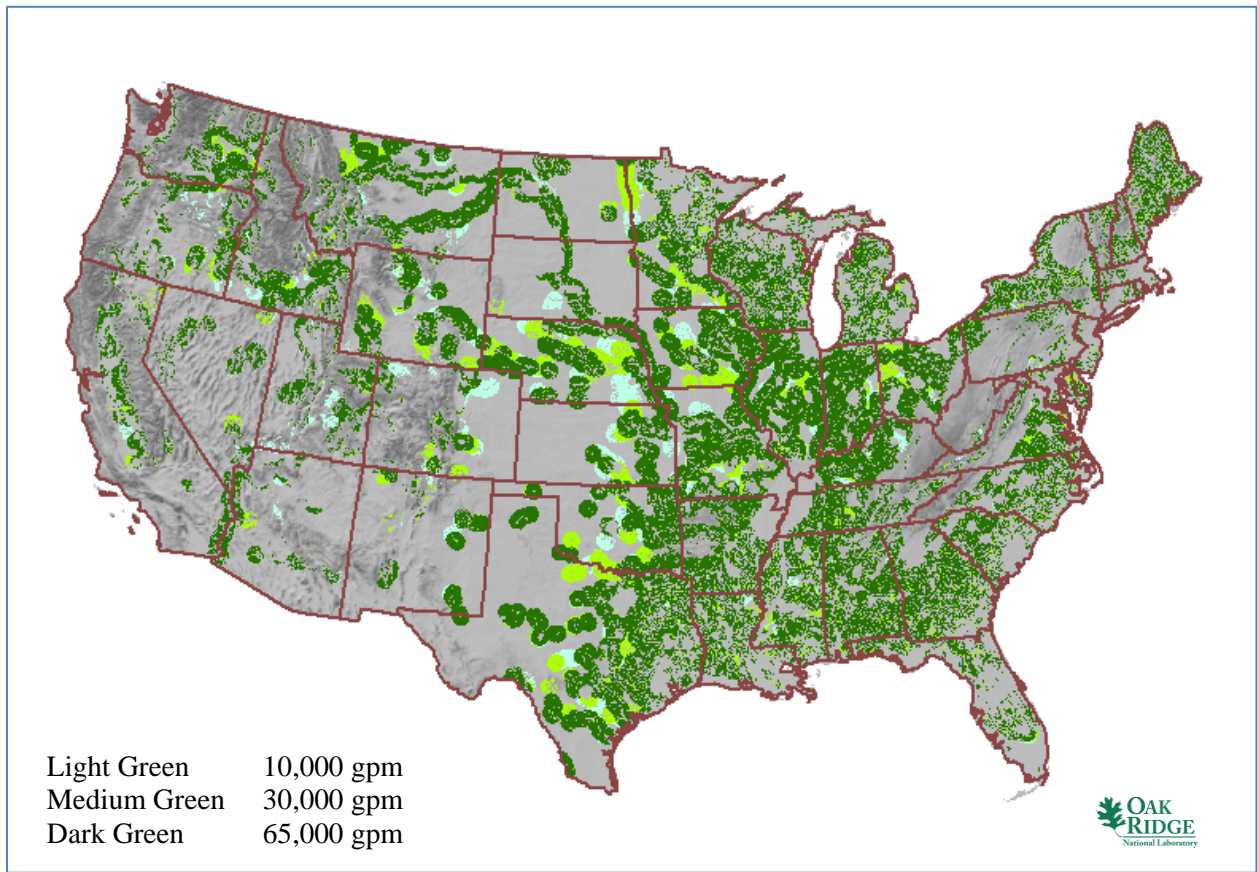 Light Green 10,000 gpm
Medium Green 30,000 gpm
Dark Green 65,000 gpm
OAK
RIDGE
National Laboratory